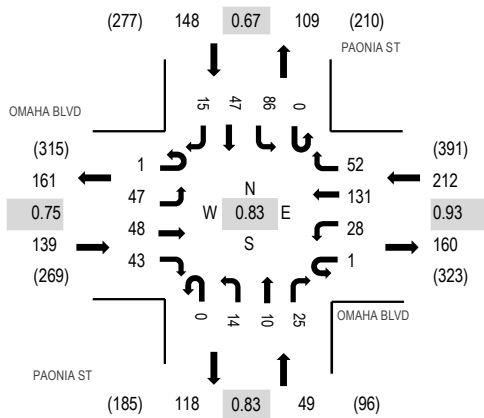 (277) 148 0.67 109 (210)
PAONIA ST
15 47 86 0
OMAHA BLVD
(315) (391)
161 1 52 212
47 N 131
0.75 W 0.83 E 0.93
48 S 28
139 43 1 160
(269) (323)
0 14 10 25
OMAHA BLVD
PAONIA ST
(185) 118 0.83 49 (96)